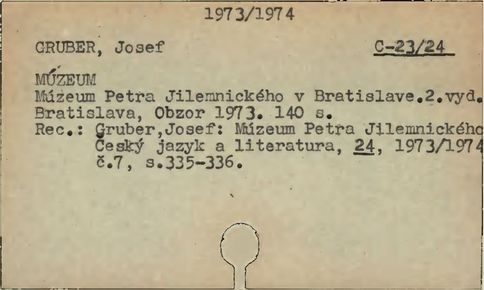 1973/1974
GRUBER, Josef C-23/24
MÚZEUM
Múzeum Petra Jilemnického v Bratislave.2.vyd.
Bratislava, Obzor 1973. 140 s.
Rec.: Gruber,Josef: Múzeum Petra Jilemnického
Český jazyk a literatura, 24, 1973/1974
č.7, s.335-336.